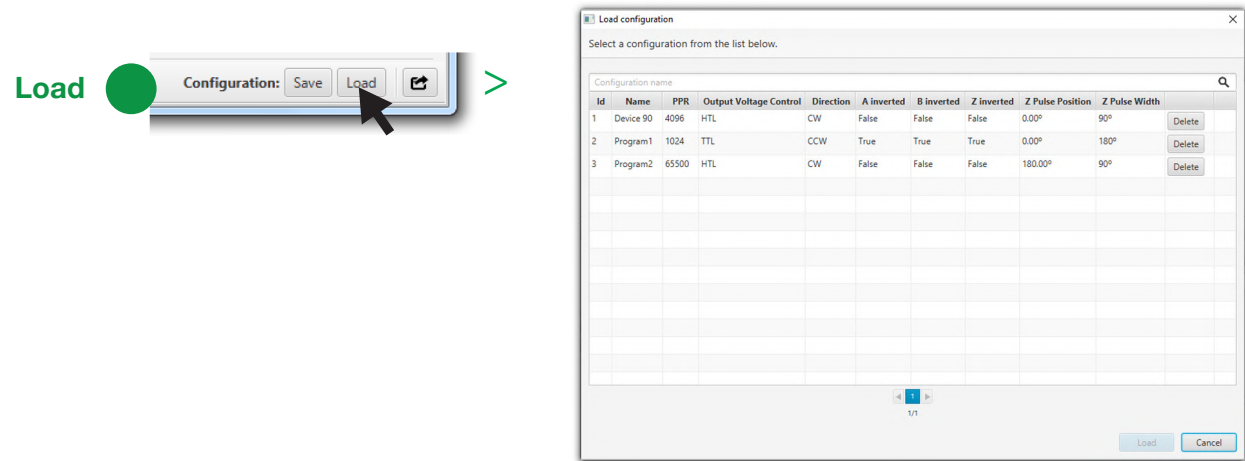 Load
Configuration: Save Load
>
Load configuration
Select a configuration from the list below.
Configuration name
Id Name PPR Output Voltage Control Direction A inverted B inverted Z inverted Z Pulse Position Z Pulse Width
1 Device 90 4096 HTL CW False False False 0.00º 90º Delete
2 Program1 1024 TTL CCW True True True 0.00º 180º Delete
3 Program2 65500 HTL CW False False False 180.00º 90º Delete
1
1/1
Load Cancel